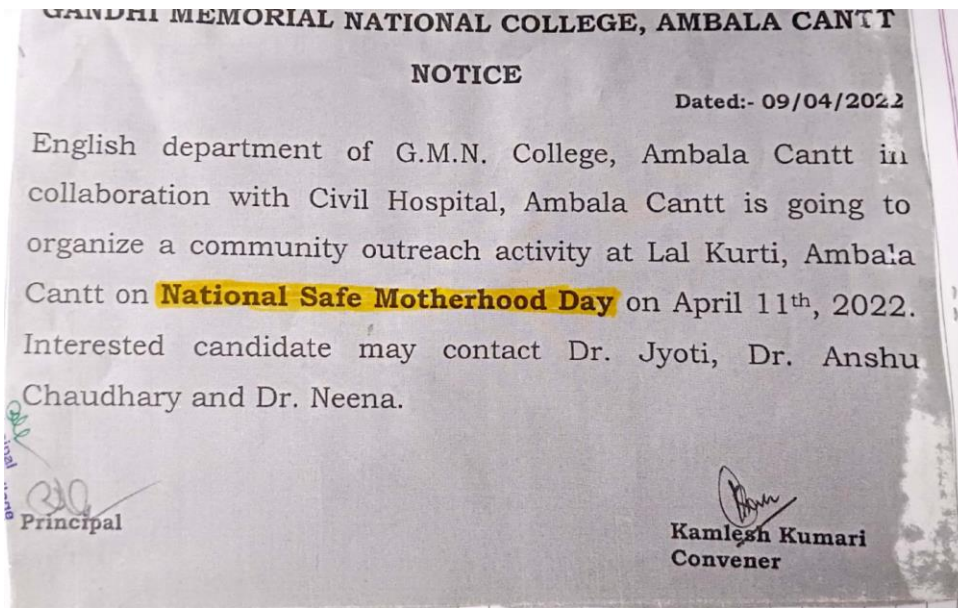 GANDHI MEMORIAL NATIONAL COLLEGE, AMBALA CANTT
NOTICE
Dated:- 09/04/2022
English department of G.M.N. College, Ambala Cantt in
collaboration with Civil Hospital, Ambala Cantt is going to
organize a community outreach activity at Lal Kurti, Ambala
Cantt on National Safe Motherhood Day on April 11th, 2022.
Interested candidate may contact Dr. Jyoti, Dr. Anshu
Chaudhary and Dr. Neena.
Principal
Kamlesh Kumari
Convener